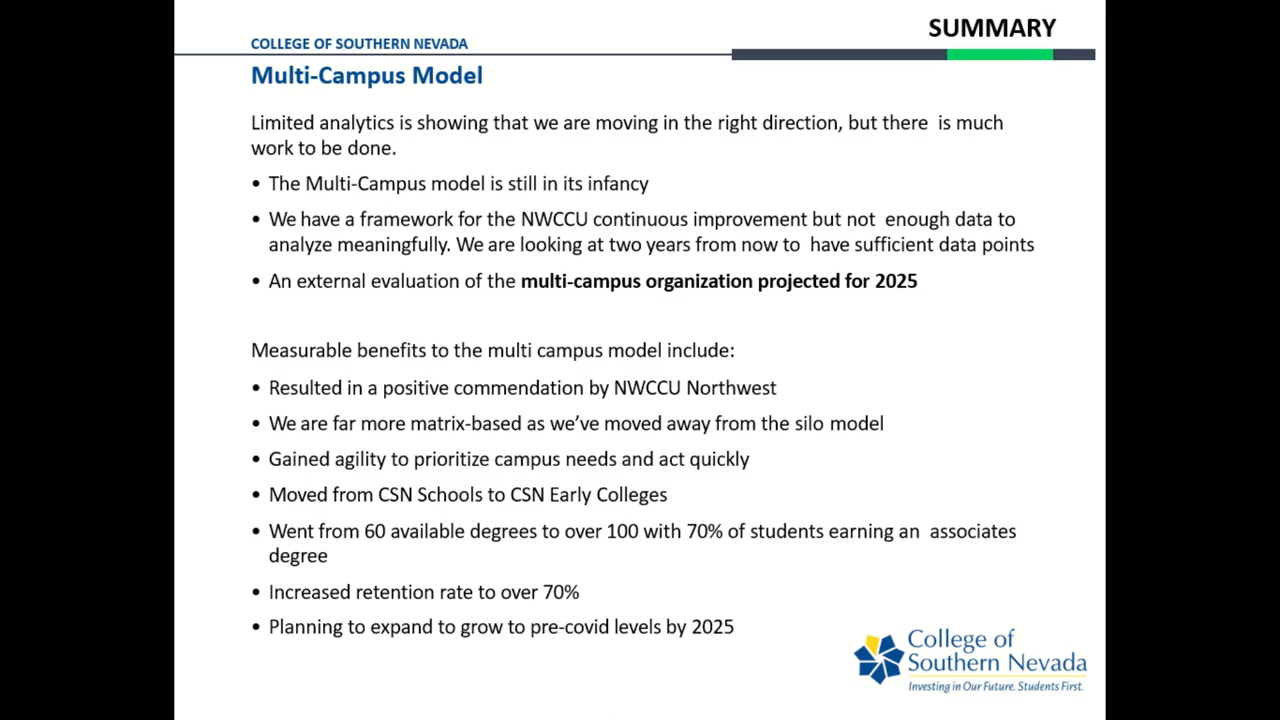 SUMMARY
COLLEGE OF SOUTHERN NEVADA
Multi-Campus Model
Limited analytics is showing that we are moving in the right direction, but there is much
work to be done.
• The Multi-Campus model is still in its infancy
• We have a framework for the NWCCU continuous improvement but not enough data to
analyze meaningfully. We are looking at two years from now to have sufficient data points
• An external evaluation of the multi-campus organization projected for 2025
Measurable benefits to the multi campus model include:
• Resulted in a positive commendation by NWCCU Northwest
• We are far more matrix-based as we’ve moved away from the silo model
• Gained agility to prioritize campus needs and act quickly
• Moved from CSN Schools to CSN Early Colleges
• Went from 60 available degrees to over 100 with 70% of students earning an associates
degree
• Increased retention rate to over 70%
• Planning to expand to grow to pre-covid levels by 2025
College of
Southern Nevada
Investing in Our Future. Students First.